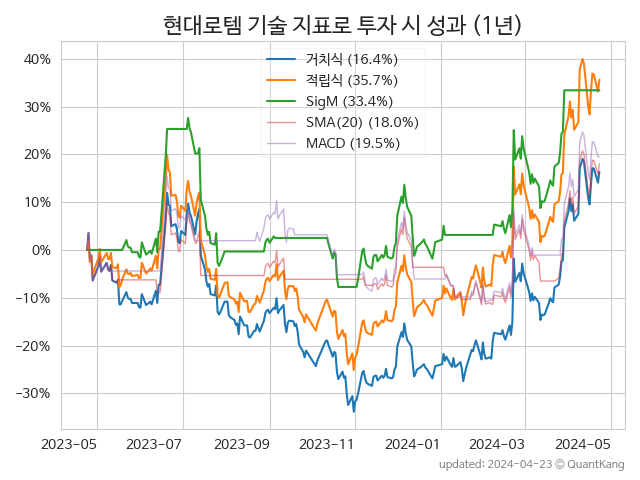 현대로템 기술 지표로 투자 시 성과 (1년)
거치식 (16.4%)
적립식 (35.7%)
SigM (33.4%)
SMA(20) (18.0%)
MACD (19.5%)
40%
30%
20%
10%
0%
−10%
−20%
−30%
2023-05 2023-07 2023-09 2023-11 2024-01 2024-03 2024-05
updated: 2024-04-23 ⓒ QuantKang